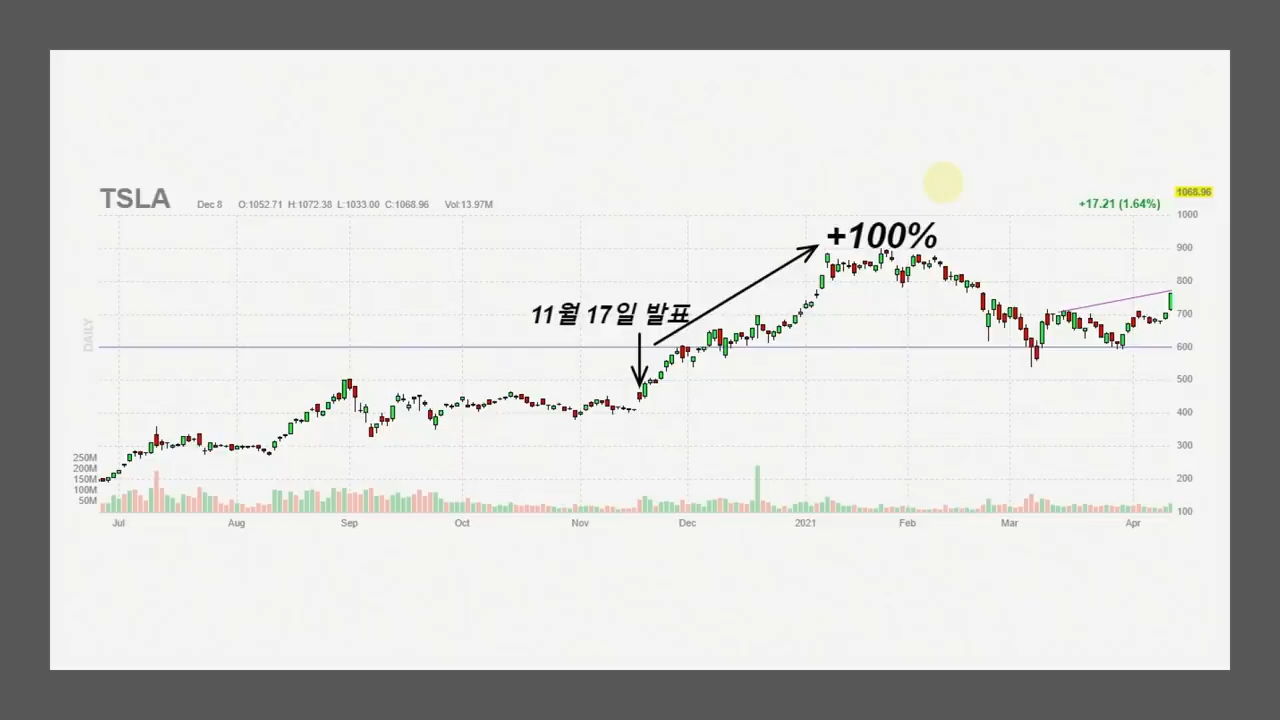 TSLA Dec 8 O:1052.71 H:1072.38 L:1033.00 C:1068.96 Vol:13.97M
1068.96
+17.21 (1.64%)
+100%
11월 17일 발표
DAILY
1000
900
800
700
600
500
400
300
200
100
250M
200M
150M
100M
50M
Jul Aug Sep Oct Nov Dec 2021 Feb Mar Apr